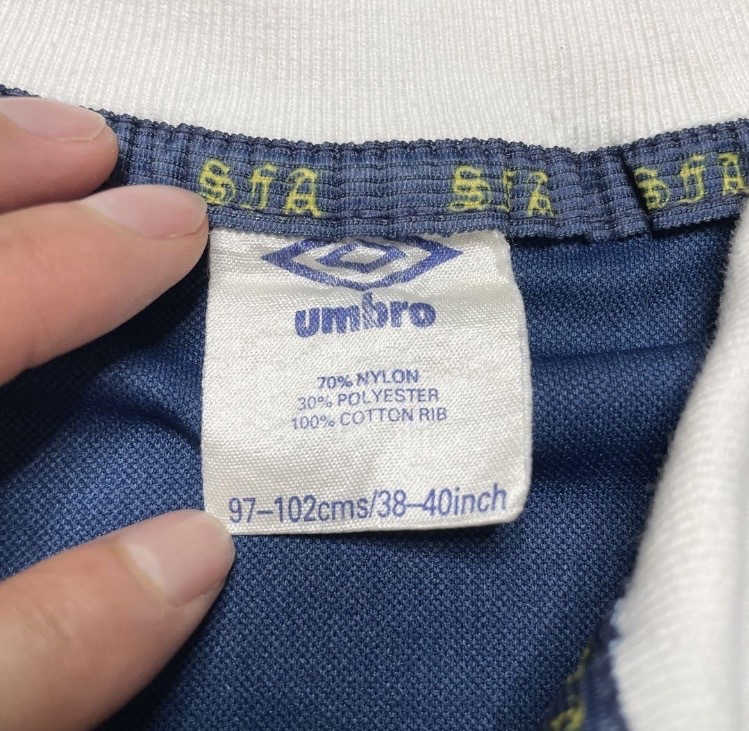 SfA SfA SfA
umbro
70% NYLON
30% POLYESTER
100% COTTON RIB
97–102cms/38–40inch